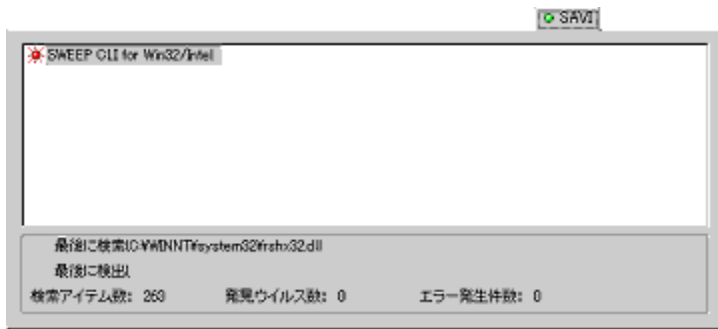 SAVI
SWEEP CLI for Win32/Intel
最後に検索(C:¥WINNT¥system32¥rshx32.dll
最後に検出(
検索アイテム数: 263 発見ウイルス数: 0 エラー発生件数: 0